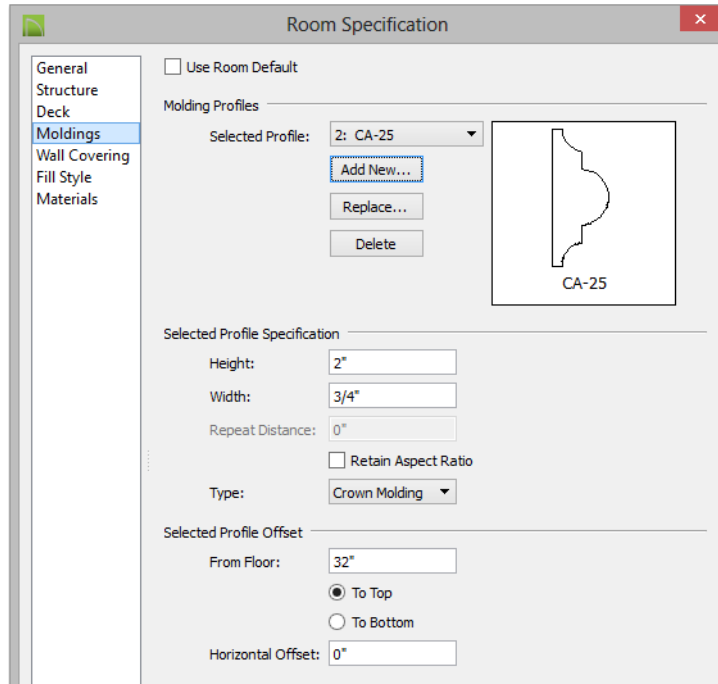 Room Specification
General
Structure
Deck
Moldings
Wall Covering
Fill Style
Materials
Use Room Default
Molding Profiles
Selected Profile: 2: CA-25
Add New...
Replace...
Delete
CA-25
Selected Profile Specification
Height: 2"
Width: 3/4"
Repeat Distance: 0"
Retain Aspect Ratio
Type: Crown Molding
Selected Profile Offset
From Floor: 32"
To Top
To Bottom
Horizontal Offset: 0"